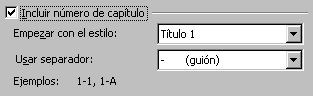 Incluir número de capítulo
Empezar con el estilo: Título 1
Usar separador: - (guión)
Ejemplos: 1-1, 1-A